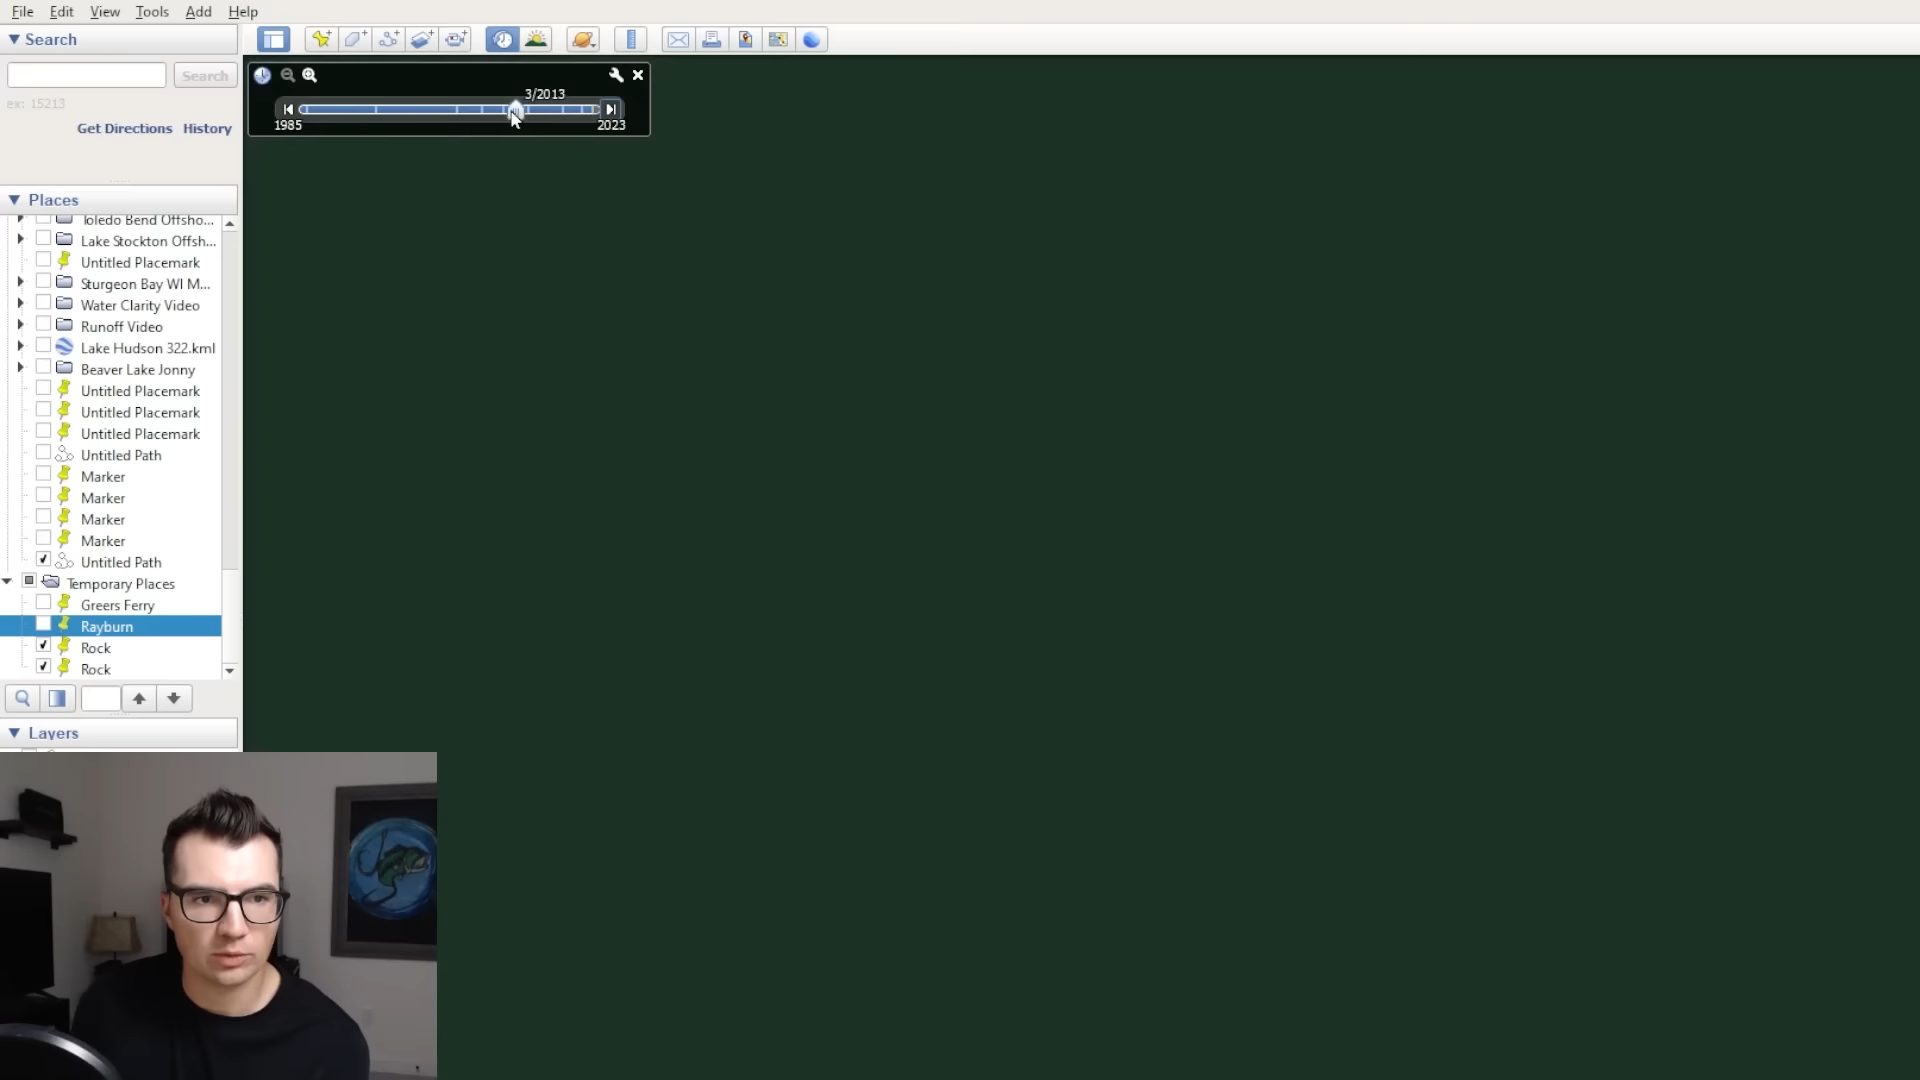 File Edit View Tools Add Help
Search
Search
ex: 15213
Get Directions History
Places
Toledo Bend Offsho...
Lake Stockton Offsh...
Untitled Placemark
Sturgeon Bay WI M...
Water Clarity Video
Runoff Video
Lake Hudson 322.kml
Beaver Lake Jonny
Untitled Placemark
Untitled Placemark
Untitled Placemark
Untitled Path
Marker
Marker
Marker
Marker
Untitled Path
Temporary Places
Greers Ferry
Rayburn
Rock
Rock
Layers
3/2013
1985 2023